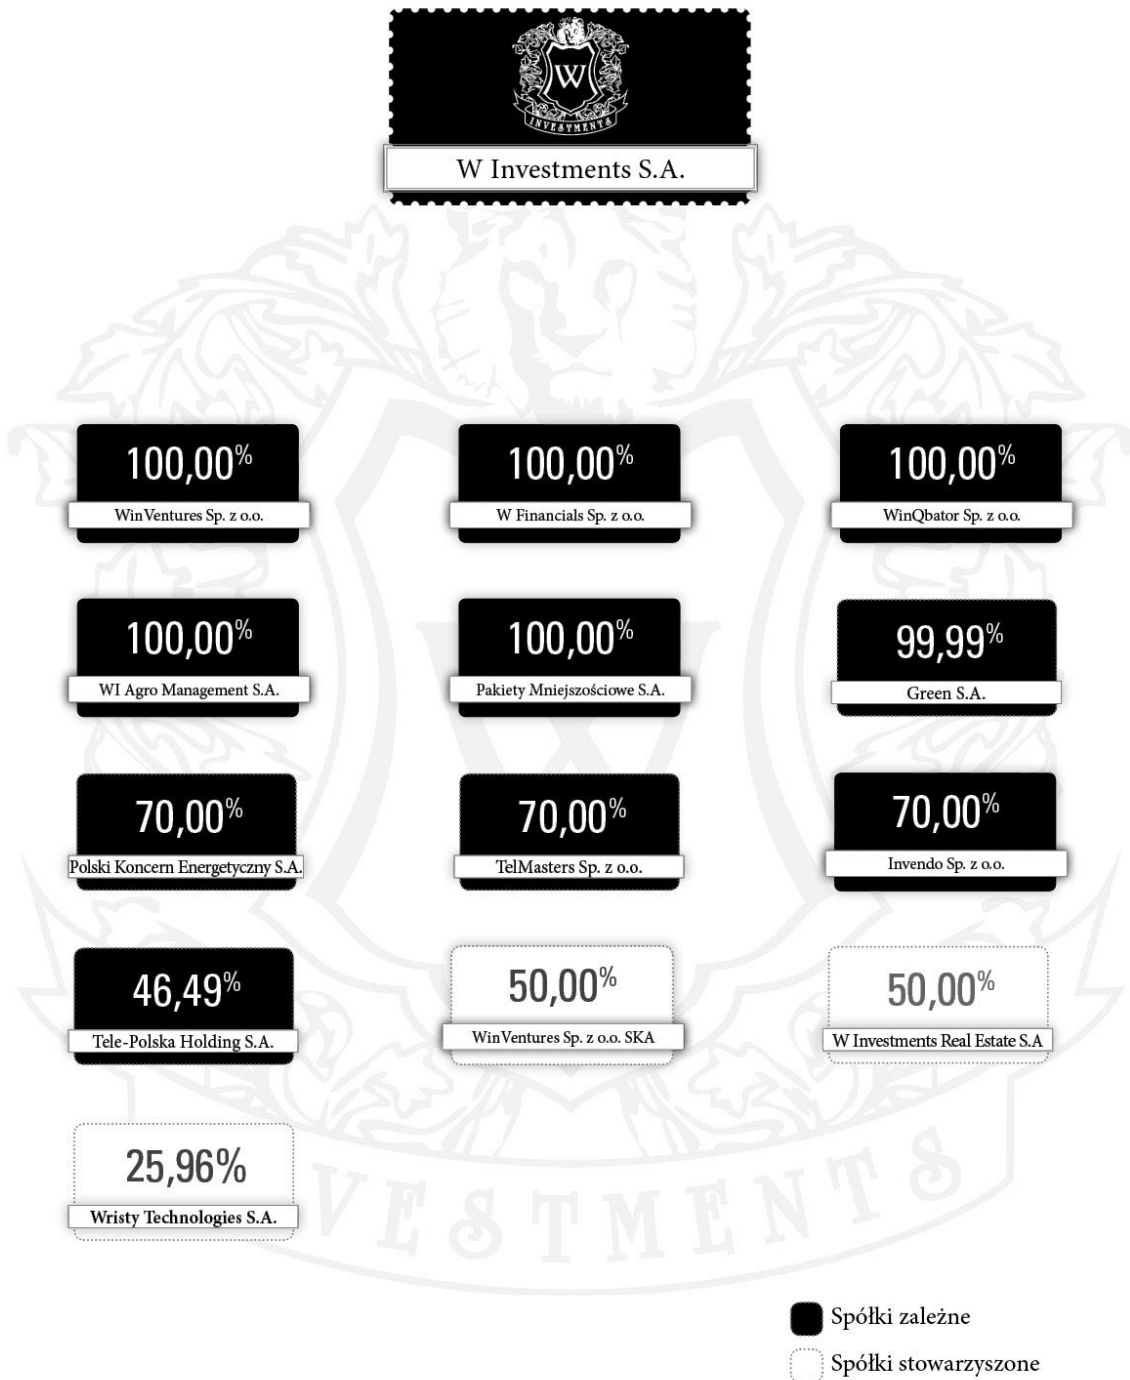 W
INVESTMENTS
W Investments S.A.
100,00%
WinVentures Sp. z o.o.
100,00%
W Financials Sp. z o.o.
100,00%
WinQbator Sp. z o.o.
100,00%
WI Agro Management S.A.
100,00%
Pakiety Mniejszościowe S.A.
99,99%
Green S.A.
70,00%
Polski Koncern Energetyczny S.A.
70,00%
TelMasters Sp. z o.o.
70,00%
Invendo Sp. z o.o.
46,49%
Tele-Polska Holding S.A.
50,00%
WinVentures Sp. z o.o. SKA
50,00%
W Investments Real Estate S.A
25,96%
Wristy Technologies S.A.
W
VESTMENTS
Spółki zależne
Spółki stowarzyszone